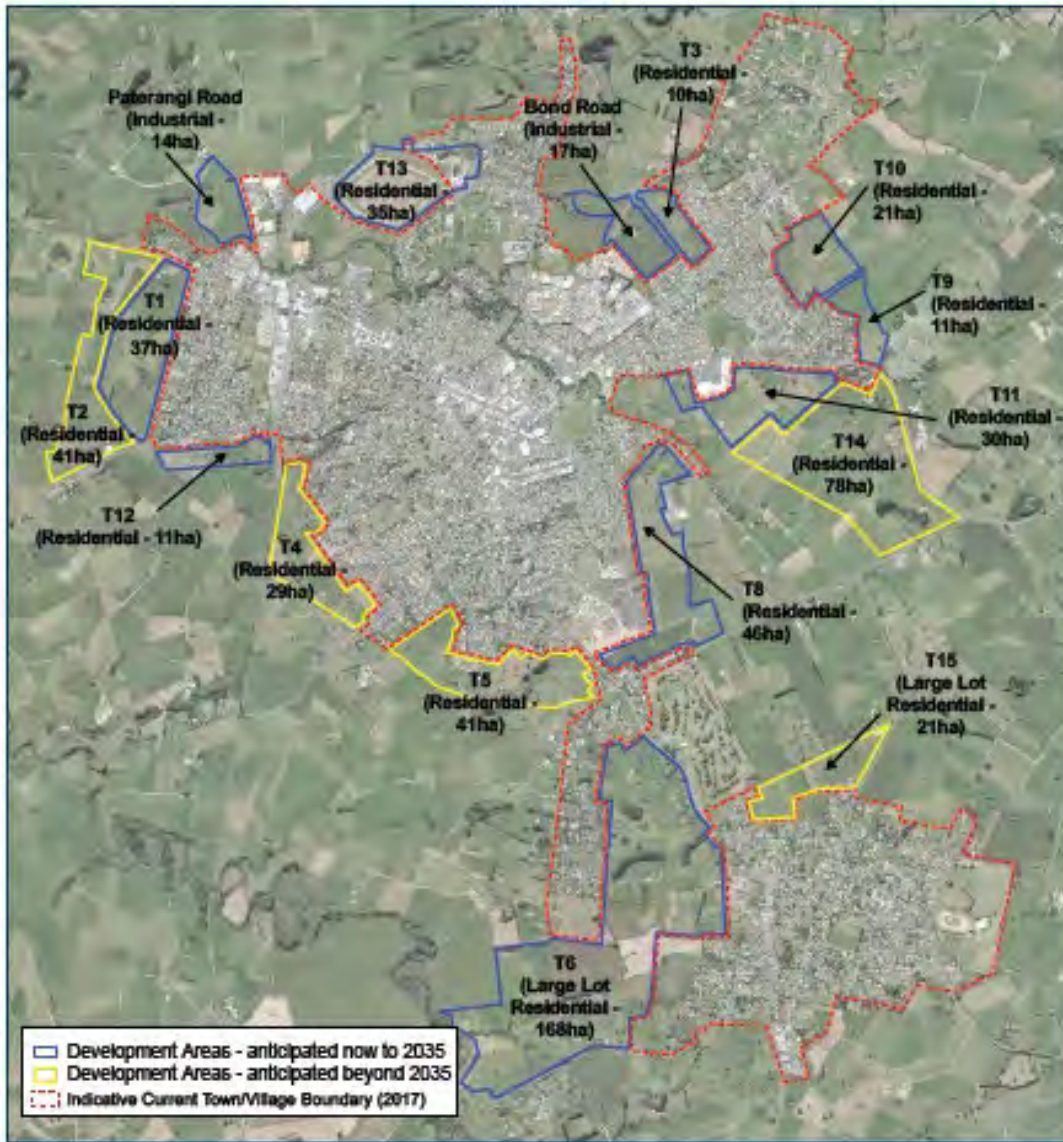 T3
(Residential -
10ha)
Paterangi Road
(Industrial -
14ha)
Bond Road
(Industrial -
17ha)
T13
(Residential -
35ha)
T10
(Residential -
21ha)
T9
(Residential -
11ha)
T1
(Residential -
37ha)
T2
(Residential -
41ha)
T11
(Residential -
30ha)
T14
(Residential -
78ha)
T12
(Residential - 11ha)
T4
(Residential -
29ha)
T8
(Residential -
46ha)
T5
(Residential -
41ha)
T15
(Large Lot
Residential -
21ha)
T6
(Large Lot
Residential -
168ha)
Development Areas - anticipated now to 2035
Development Areas - anticipated beyond 2035
Indicative Current Town/Village Boundary (2017)